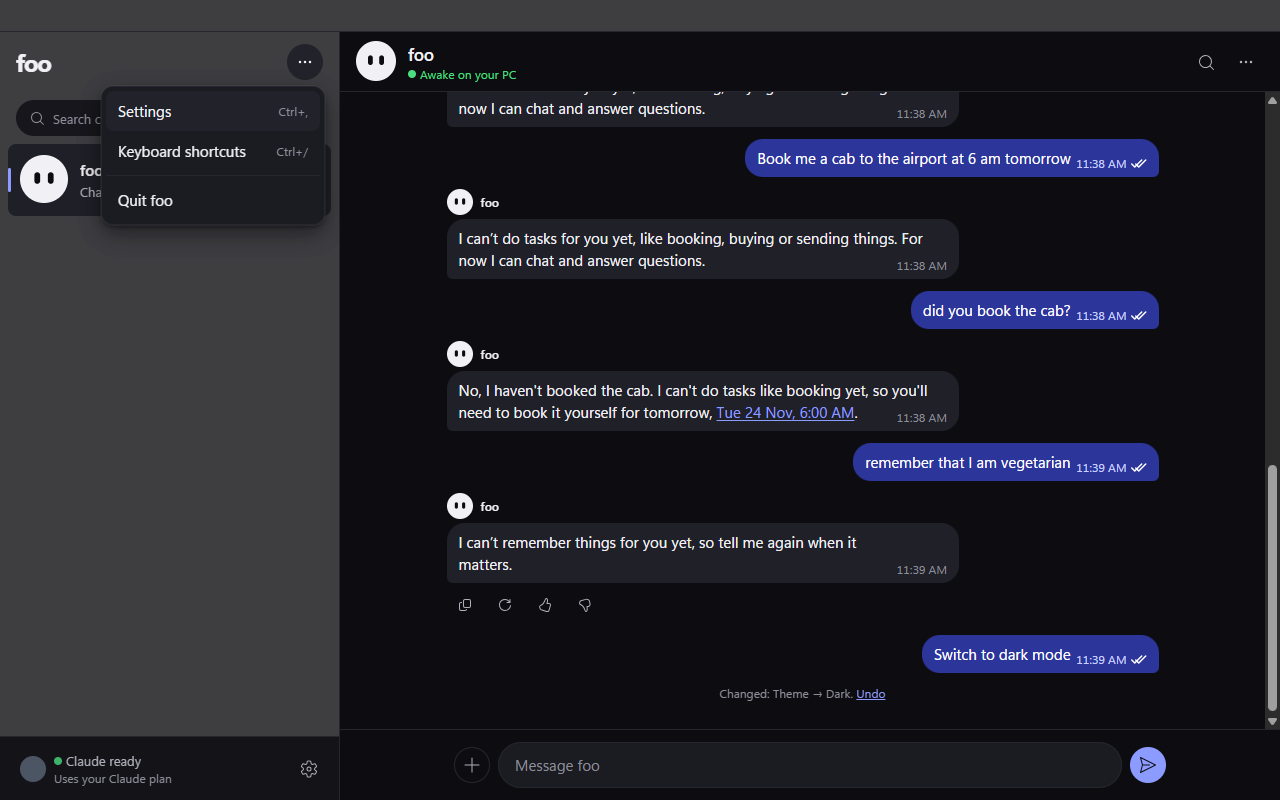 foo
Settings Ctrl+,
Keyboard shortcuts Ctrl+/
Quit foo
Search
foo
foo
Awake on your PC
now I can chat and answer questions. 11:38 AM
Book me a cab to the airport at 6 am tomorrow 11:38 AM
foo
I can't do tasks for you yet, like booking, buying or sending things. For
now I can chat and answer questions. 11:38 AM
did you book the cab? 11:38 AM
foo
No, I haven't booked the cab. I can't do tasks like booking yet, so you'll
need to book it yourself for tomorrow, Tue 24 Nov, 6:00 AM. 11:38 AM
remember that I am vegetarian 11:39 AM
foo
I can't remember things for you yet, so tell me again when it
matters. 11:39 AM
Switch to dark mode 11:39 AM
Changed: Theme → Dark. Undo
Message foo
Claude ready
Uses your Claude plan